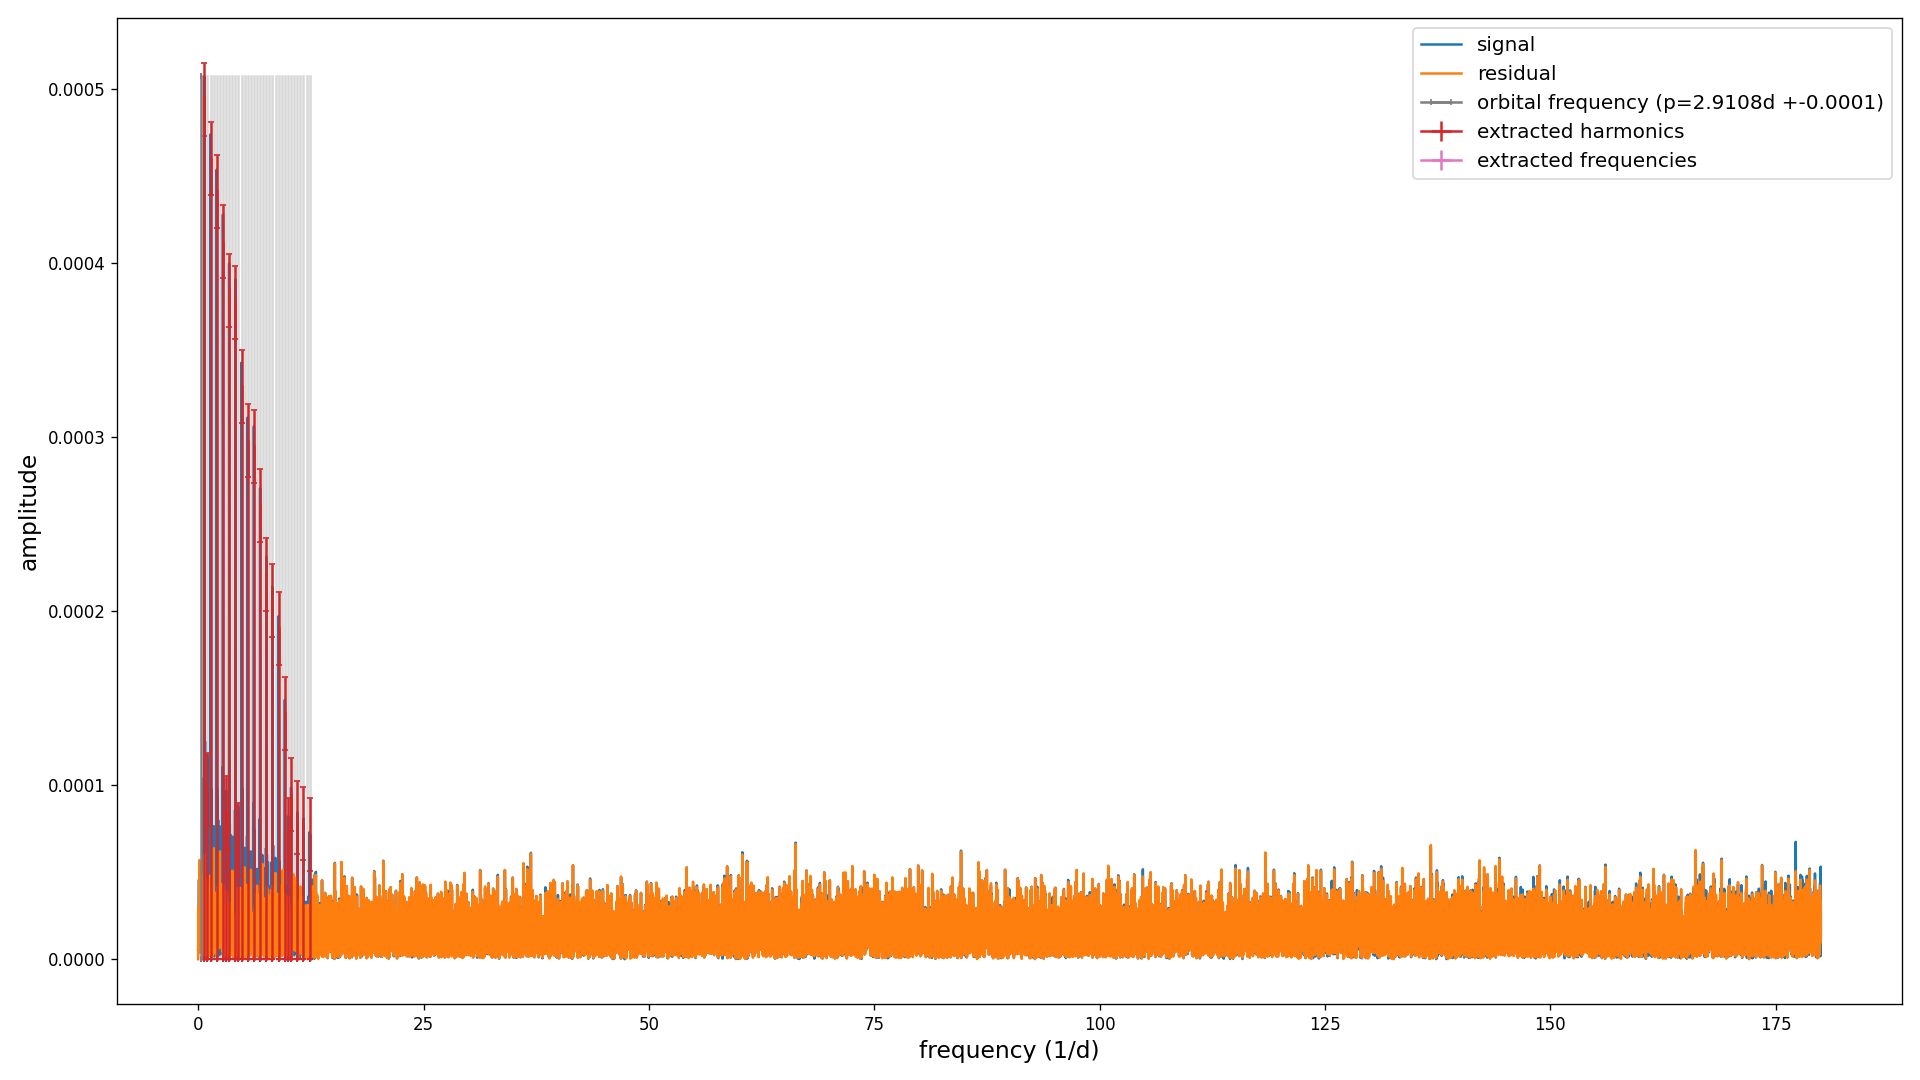 signal
residual
orbital frequency (p=2.9108d +-0.0001)
extracted harmonics
extracted frequencies
0.0005
0.0004
0.0003
0.0002
0.0001
0.0000
amplitude
0 25 50 75 100 125 150 175
frequency (1/d)